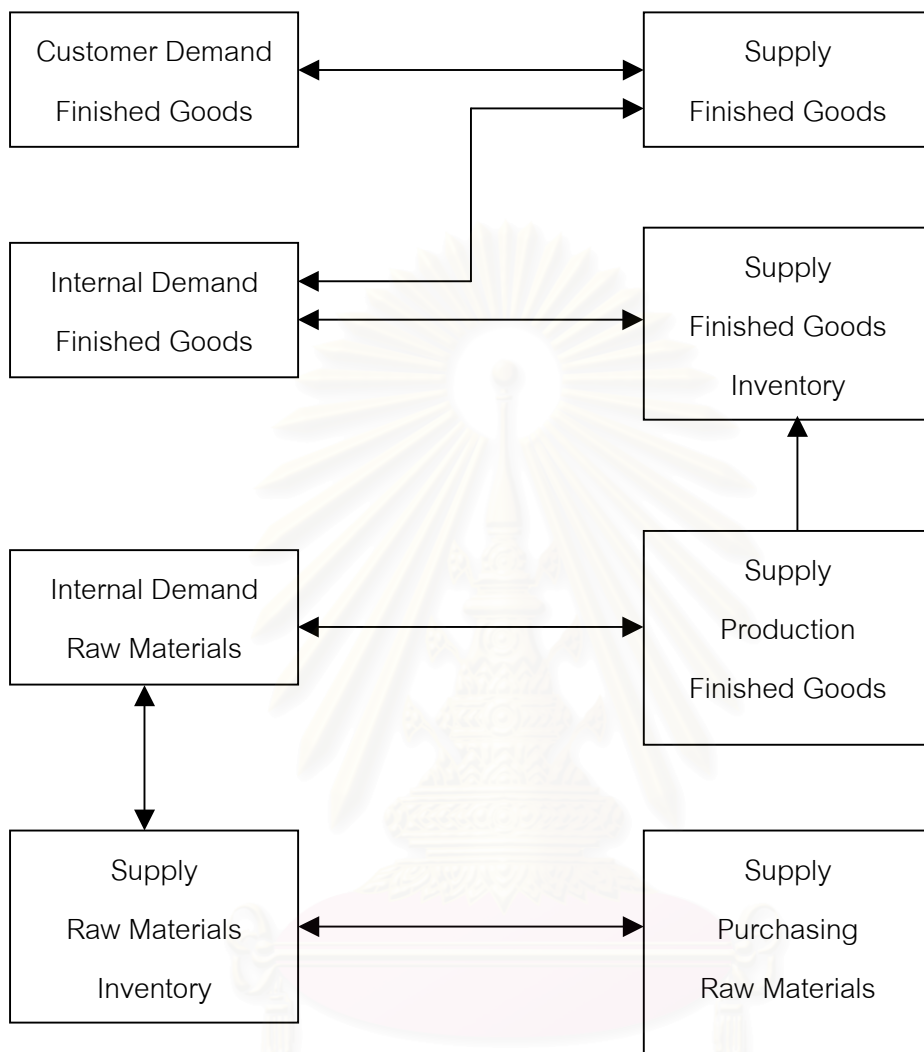 Customer Demand
Finished Goods
Supply
Finished Goods
Internal Demand
Finished Goods
Supply
Finished Goods
Inventory
Internal Demand
Raw Materials
Supply
Production
Finished Goods
Supply
Raw Materials
Inventory
Supply
Purchasing
Raw Materials